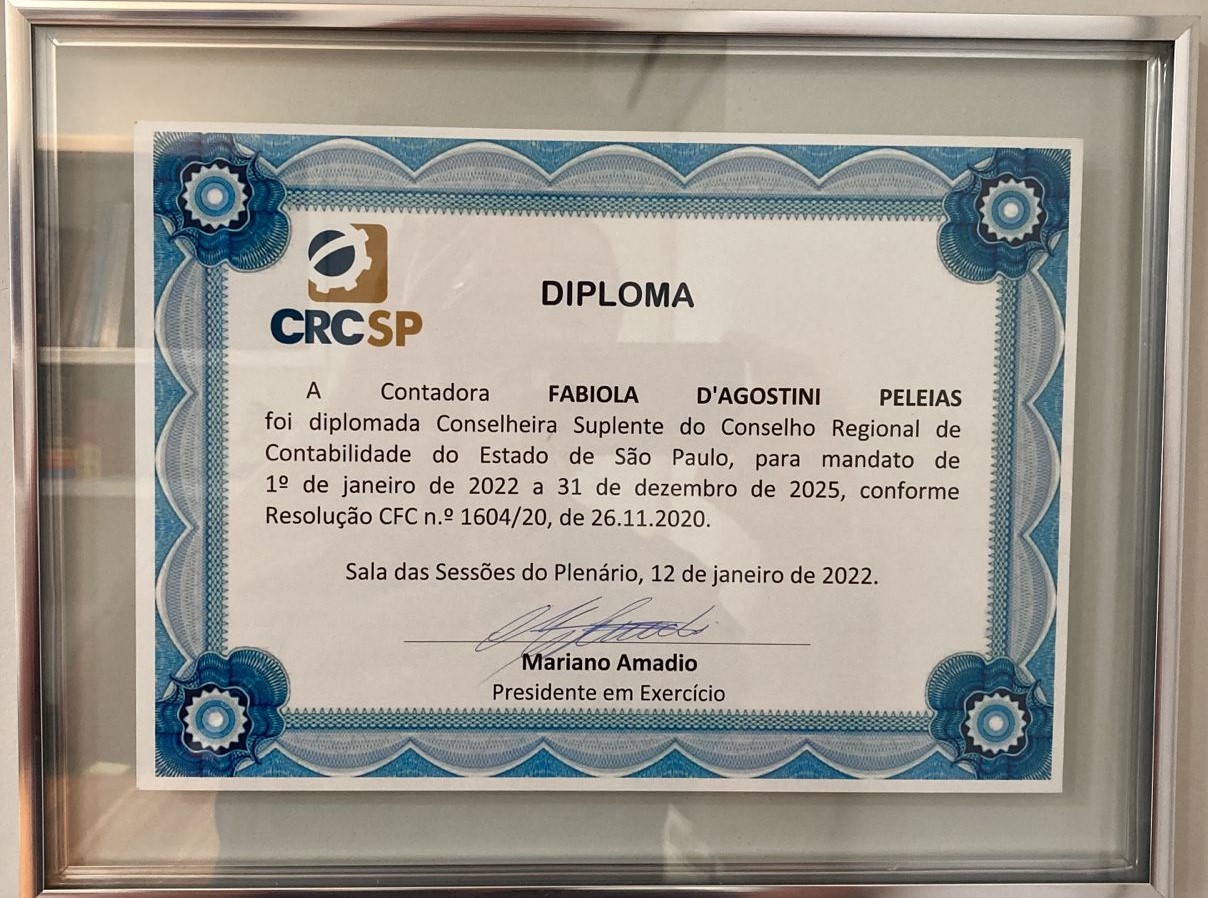 CRCSP
DIPLOMA
A Contadora FABIOLA D'AGOSTINI PELEIAS
foi diplomada Conselheira Suplente do Conselho Regional de
Contabilidade do Estado de São Paulo, para mandato de
1º de janeiro de 2022 a 31 de dezembro de 2025, conforme
Resolução CFC n.º 1604/20, de 26.11.2020.
Sala das Sessões do Plenário, 12 de janeiro de 2022.
Mariano Amadio
Presidente em Exercício